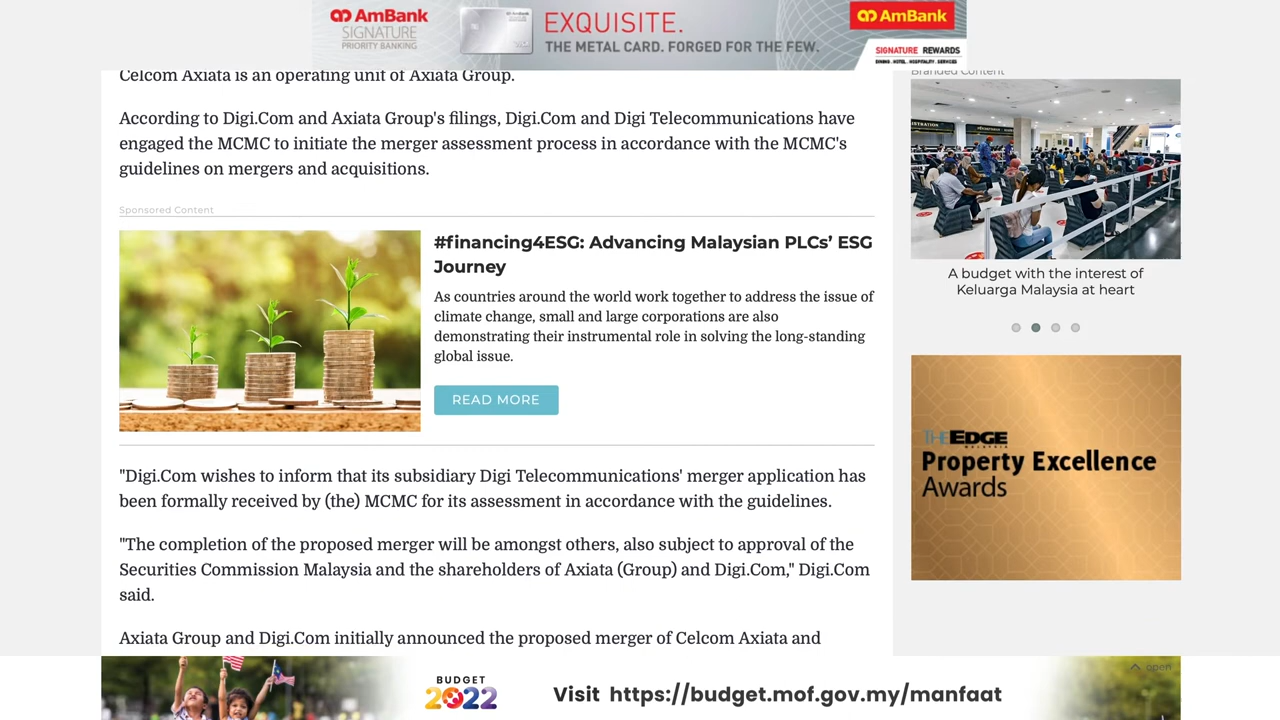 AmBank
SIGNATURE
PRIORITY BANKING
EXQUISITE.
THE METAL CARD. FORGED FOR THE FEW.
AmBank
SIGNATURE REWARDS
DINING . HOTEL . HOSPITALITY . SERVICES
Celcom Axiata is an operating unit of Axiata Group.
According to Digi.Com and Axiata Group's filings, Digi.Com and Digi Telecommunications have
engaged the MCMC to initiate the merger assessment process in accordance with the MCMC's
guidelines on mergers and acquisitions.
Sponsored Content
#financing4ESG: Advancing Malaysian PLCs’ ESG
Journey
As countries around the world work together to address the issue of
climate change, small and large corporations are also
demonstrating their instrumental role in solving the long-standing
global issue.
READ MORE
"Digi.Com wishes to inform that its subsidiary Digi Telecommunications' merger application has
been formally received by (the) MCMC for its assessment in accordance with the guidelines.
"The completion of the proposed merger will be amongst others, also subject to approval of the
Securities Commission Malaysia and the shareholders of Axiata (Group) and Digi.Com," Digi.Com
said.
Axiata Group and Digi.Com initially announced the proposed merger of Celcom Axiata and
Branded Content
A budget with the interest of
Keluarga Malaysia at heart
THE EDGE
MALAYSIA
Property Excellence
Awards
open
BUDGET
2022
Visit https://budget.mof.gov.my/manfaat